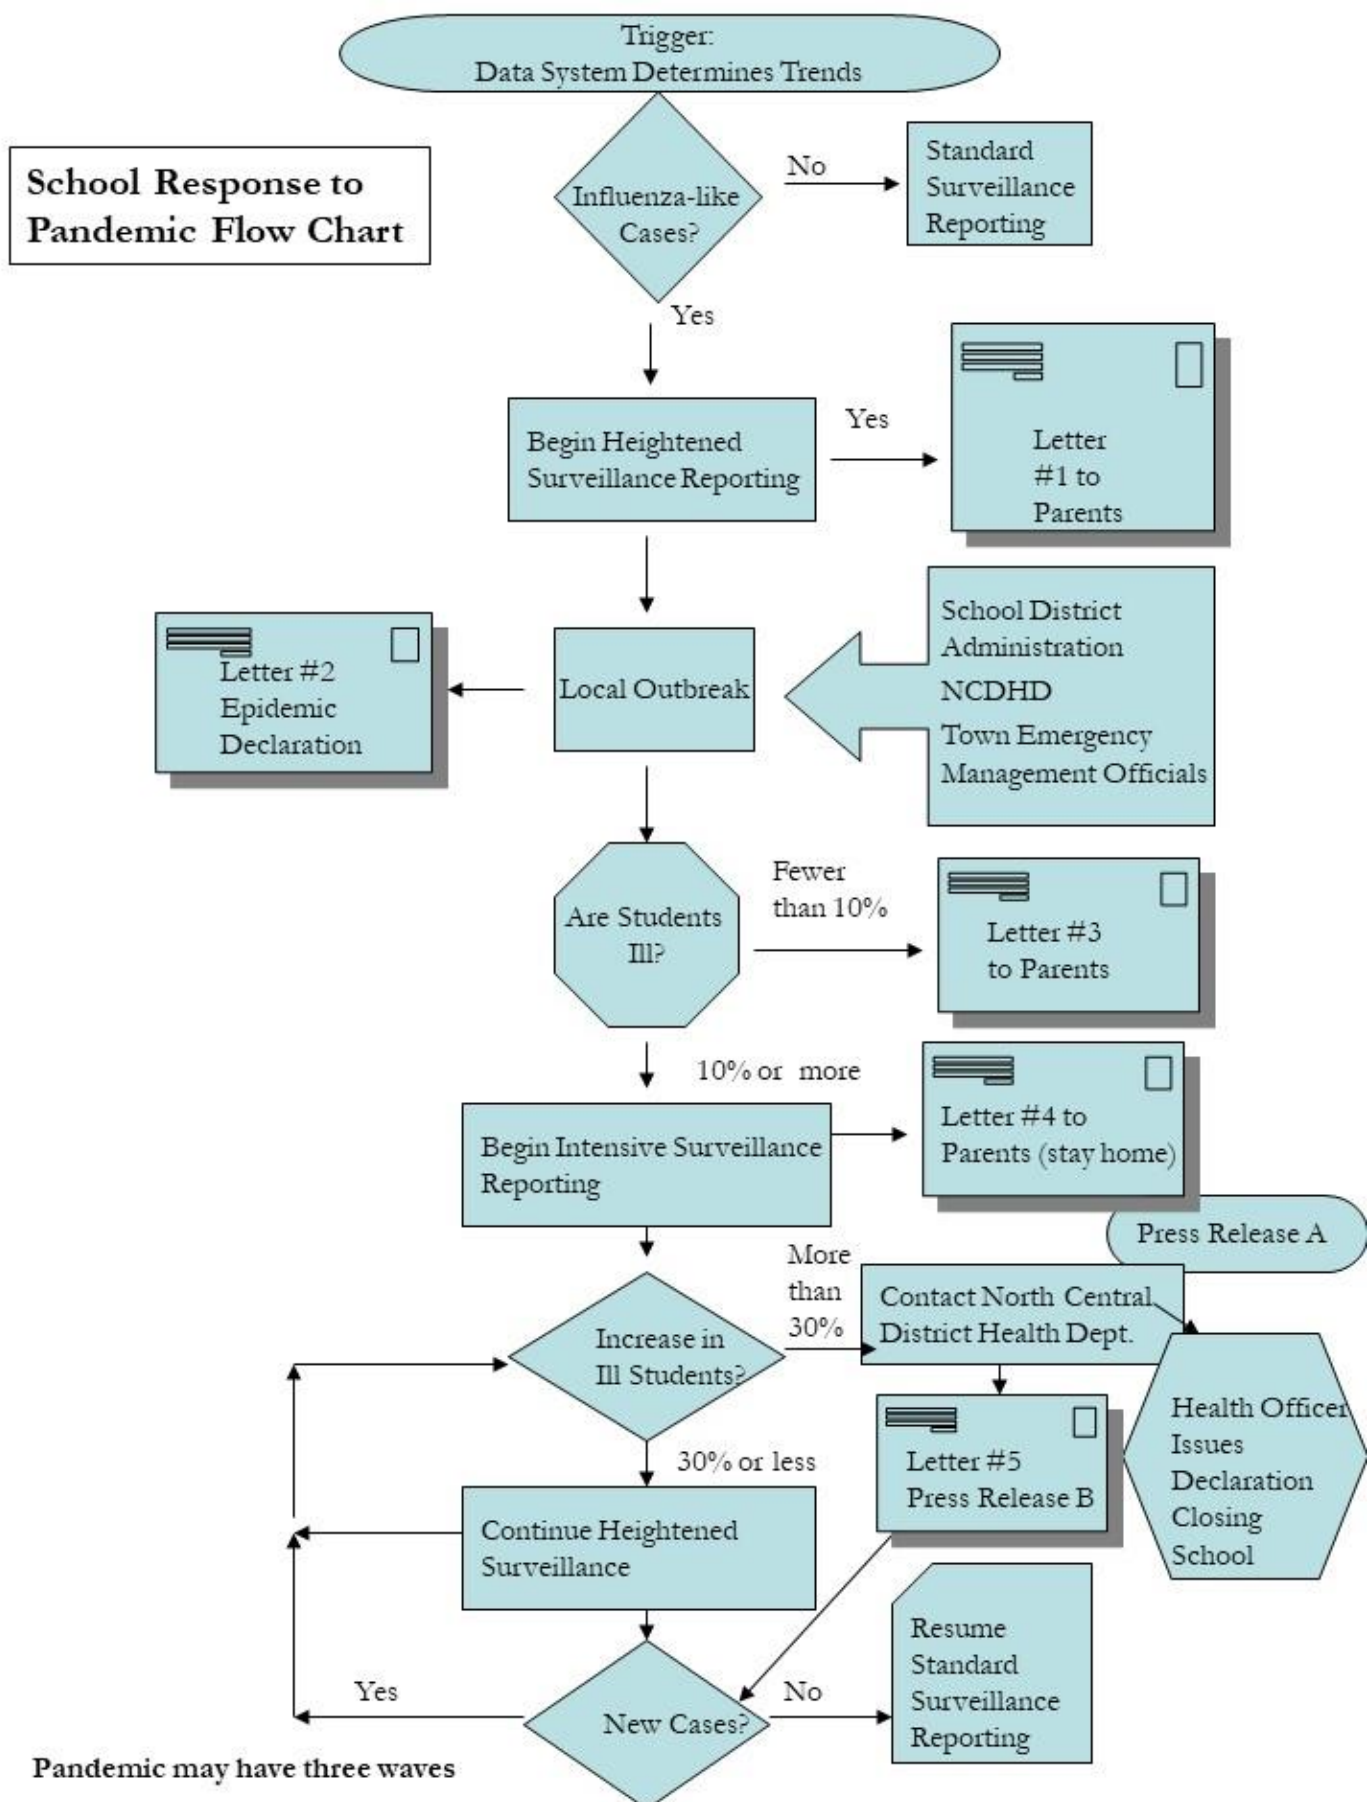 Trigger:
Data System Determines Trends
School Response to
Pandemic Flow Chart
Influenza-like
Cases?
No
Standard
Surveillance
Reporting
Yes
Begin Heightened
Surveillance Reporting
Yes
Letter
#1 to
Parents
Letter #2
Epidemic
Declaration
Local Outbreak
School District
Administration
NCDHD
Town Emergency
Management Officials
Are Students
Ill?
Fewer
than 10%
Letter #3
to Parents
10% or more
Begin Intensive Surveillance
Reporting
Letter #4 to
Parents (stay home)
Press Release A
Increase in
Ill Students?
More
than
30%
Contact North Central
District Health Dept.
Health Officer
Issues
Declaration
Closing
School
30% or less
Letter #5
Press Release B
Continue Heightened
Surveillance
Yes
New Cases?
No
Resume
Standard
Surveillance
Reporting
Pandemic may have three waves